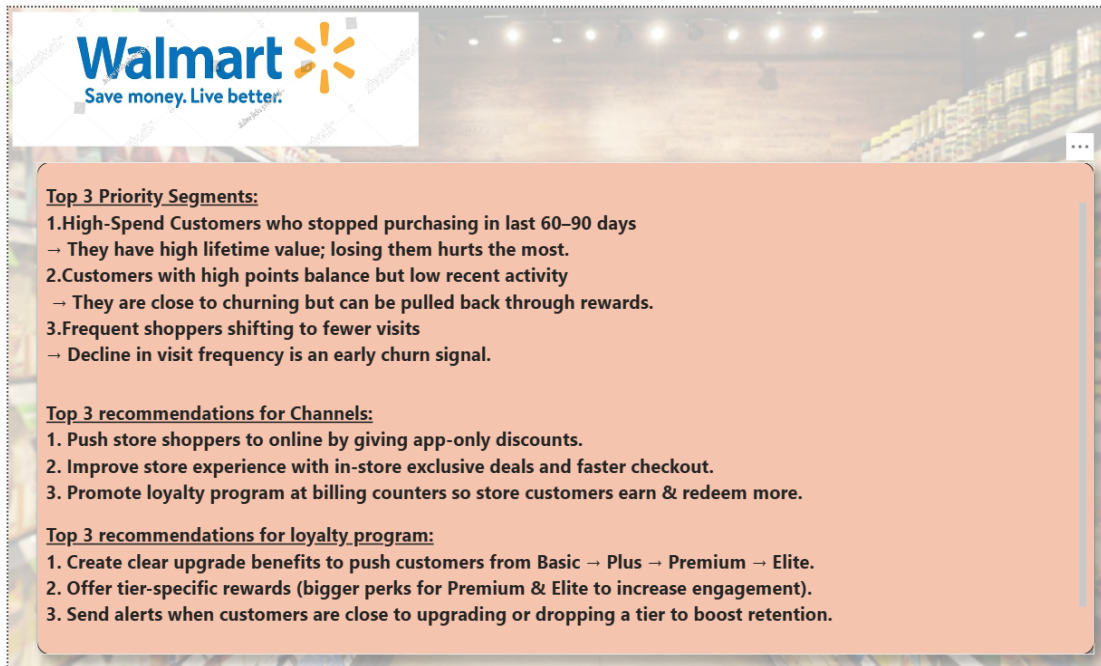 Walmart
Save money. Live better.
Top 3 Priority Segments:
1.High-Spend Customers who stopped purchasing in last 60–90 days
→ They have high lifetime value; losing them hurts the most.
2.Customers with high points balance but low recent activity
→ They are close to churning but can be pulled back through rewards.
3.Frequent shoppers shifting to fewer visits
→ Decline in visit frequency is an early churn signal.
Top 3 recommendations for Channels:
1. Push store shoppers to online by giving app-only discounts.
2. Improve store experience with in-store exclusive deals and faster checkout.
3. Promote loyalty program at billing counters so store customers earn & redeem more.
Top 3 recommendations for loyalty program:
1. Create clear upgrade benefits to push customers from Basic → Plus → Premium → Elite.
2. Offer tier-specific rewards (bigger perks for Premium & Elite to increase engagement).
3. Send alerts when customers are close to upgrading or dropping a tier to boost retention.